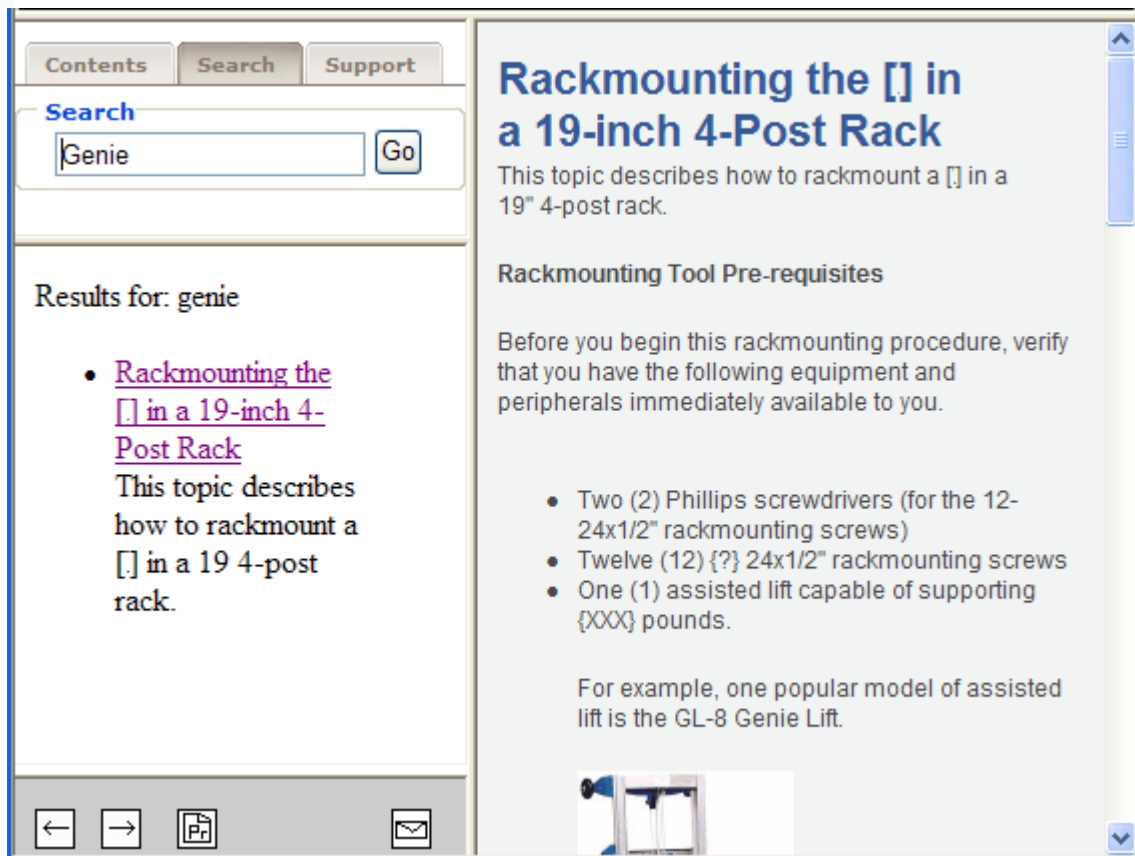 Contents Search Support
Search
Genie Go
Results for: genie
• Rackmounting the
[.] in a 19-inch 4-
Post Rack
This topic describes
how to rackmount a
[.] in a 19 4-post
rack.
Pr
Rackmounting the [.] in
a 19-inch 4-Post Rack
This topic describes how to rackmount a [.] in a
19" 4-post rack.
Rackmounting Tool Pre-requisites
Before you begin this rackmounting procedure, verify
that you have the following equipment and
peripherals immediately available to you.
• Two (2) Phillips screwdrivers (for the 12-
24x1/2" rackmounting screws)
• Twelve (12) {?} 24x1/2" rackmounting screws
• One (1) assisted lift capable of supporting
{XXX} pounds.
For example, one popular model of assisted
lift is the GL-8 Genie Lift.